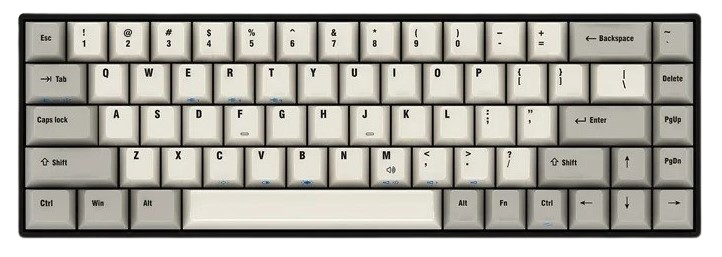 Esc ! @ # $ % ^ & * ( ) - + ← Backspace ~
1 2 3 4 5 6 7 8 9 0 - = `
Tab Q W E R T Y U I O P { } | Delete
[ ] \
Caps lock A S D F G H J K L : " ← Enter PgUp
; '
⇧ Shift Z X C V B N M < > ? ⇧ Shift ↑ PgDn
, . /
Ctrl Win Alt Alt Fn Ctrl ← ↓ →